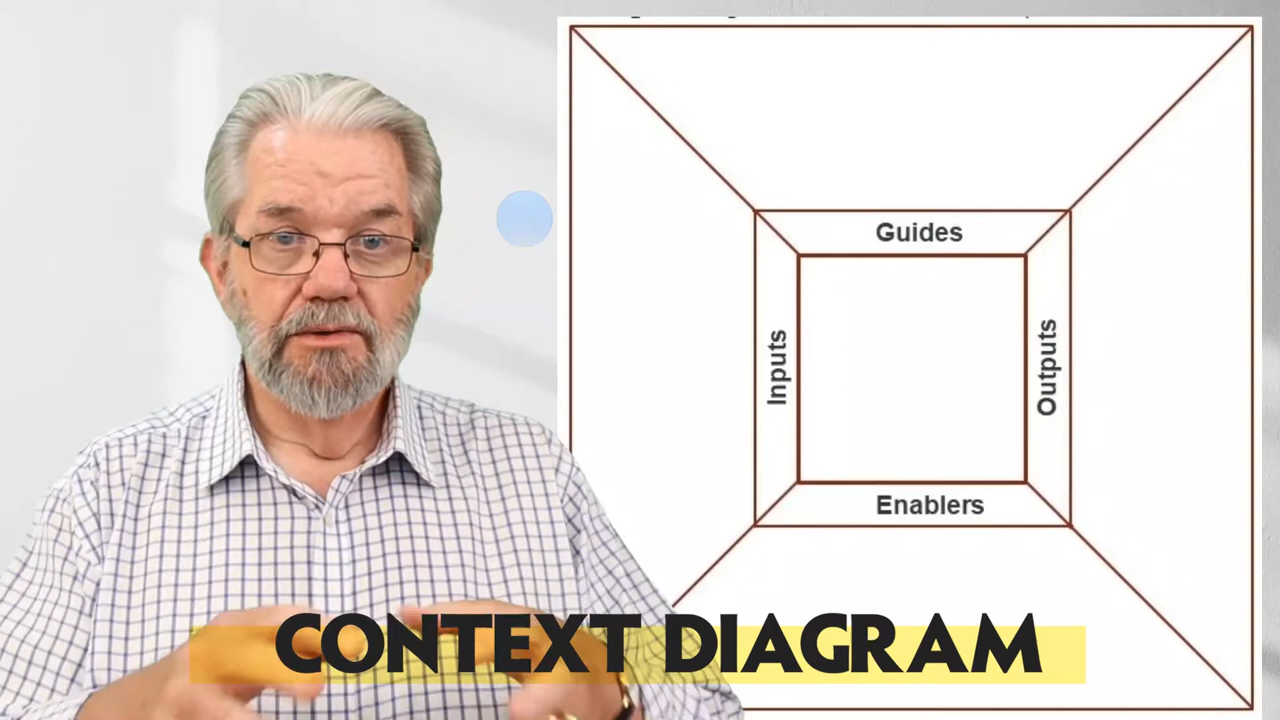 Guides
Inputs
Outputs
Enablers
CONTEXT DIAGRAM